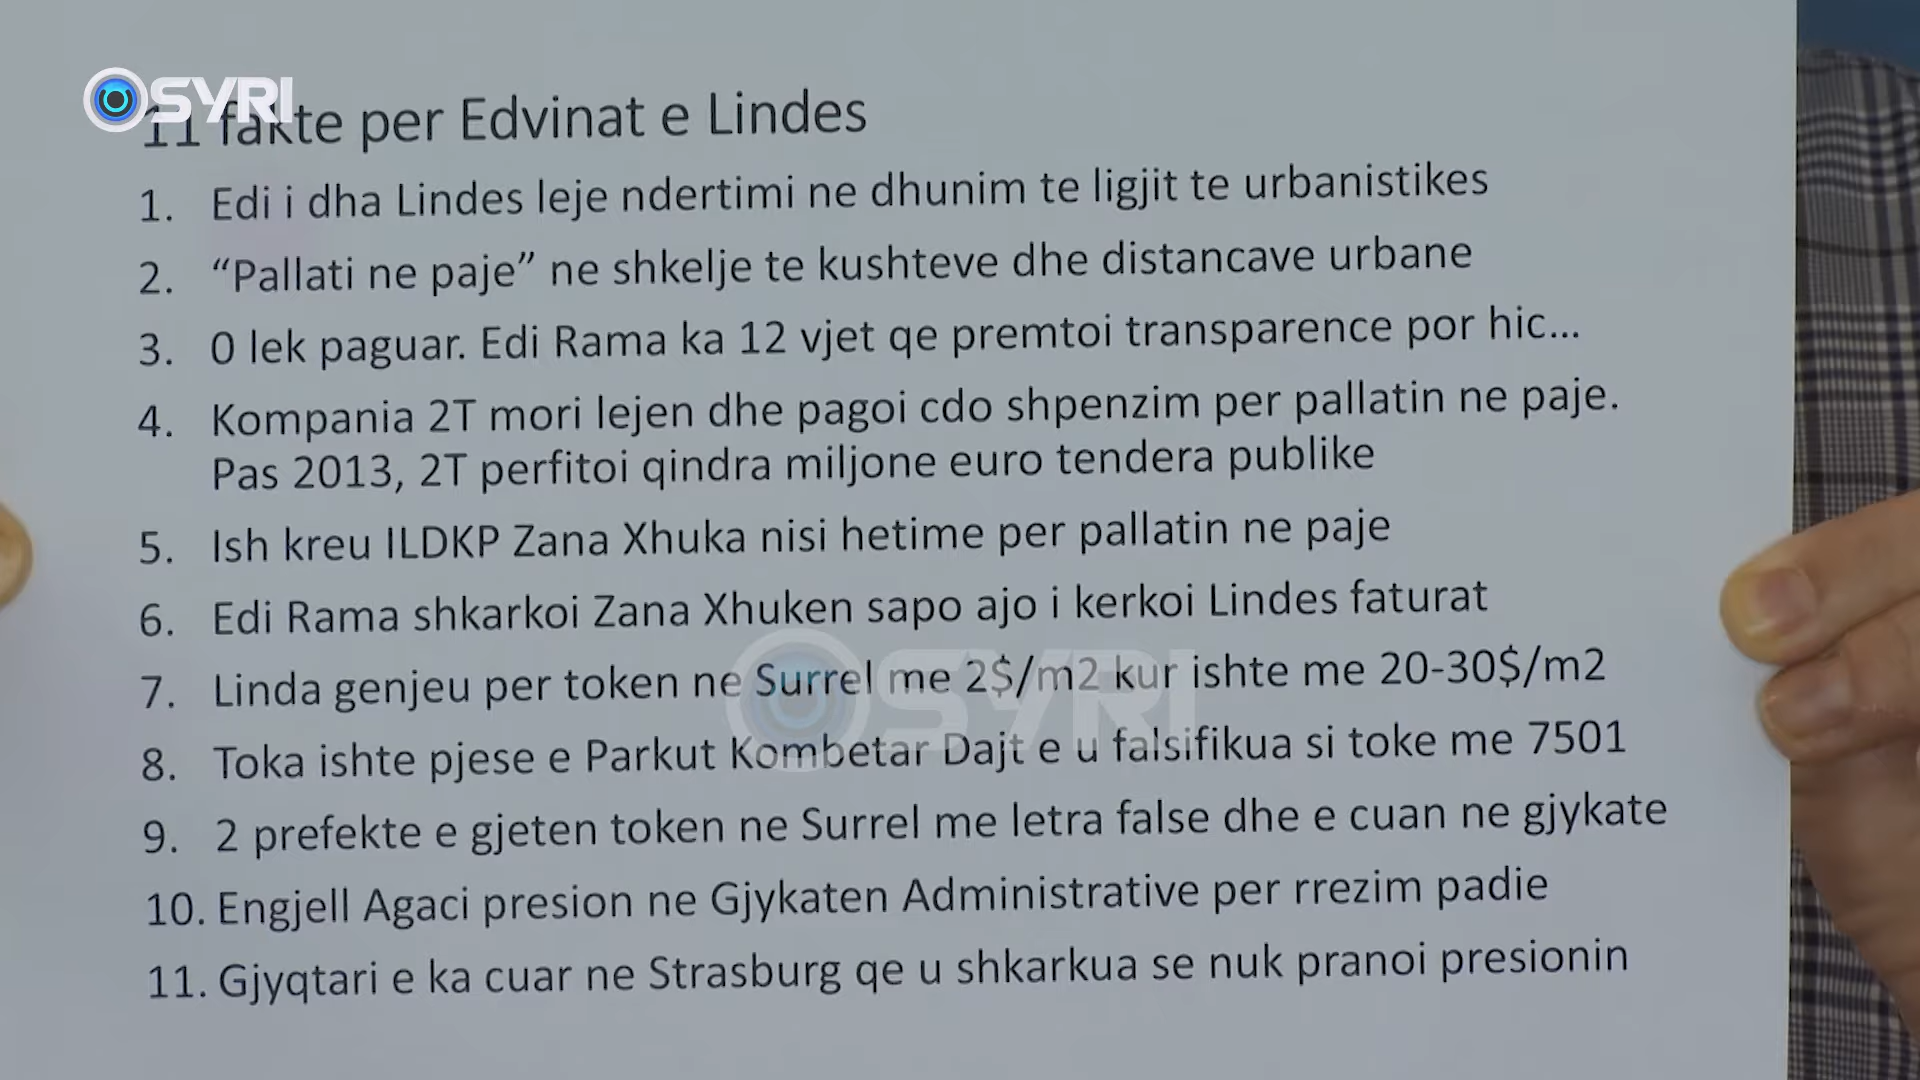 SYRI
11 fakte per Edvinat e Lindes
1. Edi i dha Lindes leje ndertimi ne dhunim te ligjit te urbanistikes
2. “Pallati ne paje” ne shkelje te kushteve dhe distancave urbane
3. 0 lek paguar. Edi Rama ka 12 vjet qe premtoi transparence por hic...
4. Kompania 2T mori lejen dhe pagoi cdo shpenzim per pallatin ne paje.
Pas 2013, 2T perfitoi qindra miljone euro tendera publike
5. Ish kreu ILDKP Zana Xhuka nisi hetime per pallatin ne paje
6. Edi Rama shkarkoi Zana Xhuken sapo ajo i kerkoi Lindes faturat
7. Linda genjeu per token ne Surrel me 2$/m2 kur ishte me 20-30$/m2
SYRI
8. Toka ishte pjese e Parkut Kombetar Dajt e u falsifikua si toke me 7501
9. 2 prefekte e gjeten token ne Surrel me letra false dhe e cuan ne gjykate
10. Engjell Agaci presion ne Gjykaten Administrative per rrezim padie
11. Gjyqtari e ka cuar ne Strasburg qe u shkarkua se nuk pranoi presionin